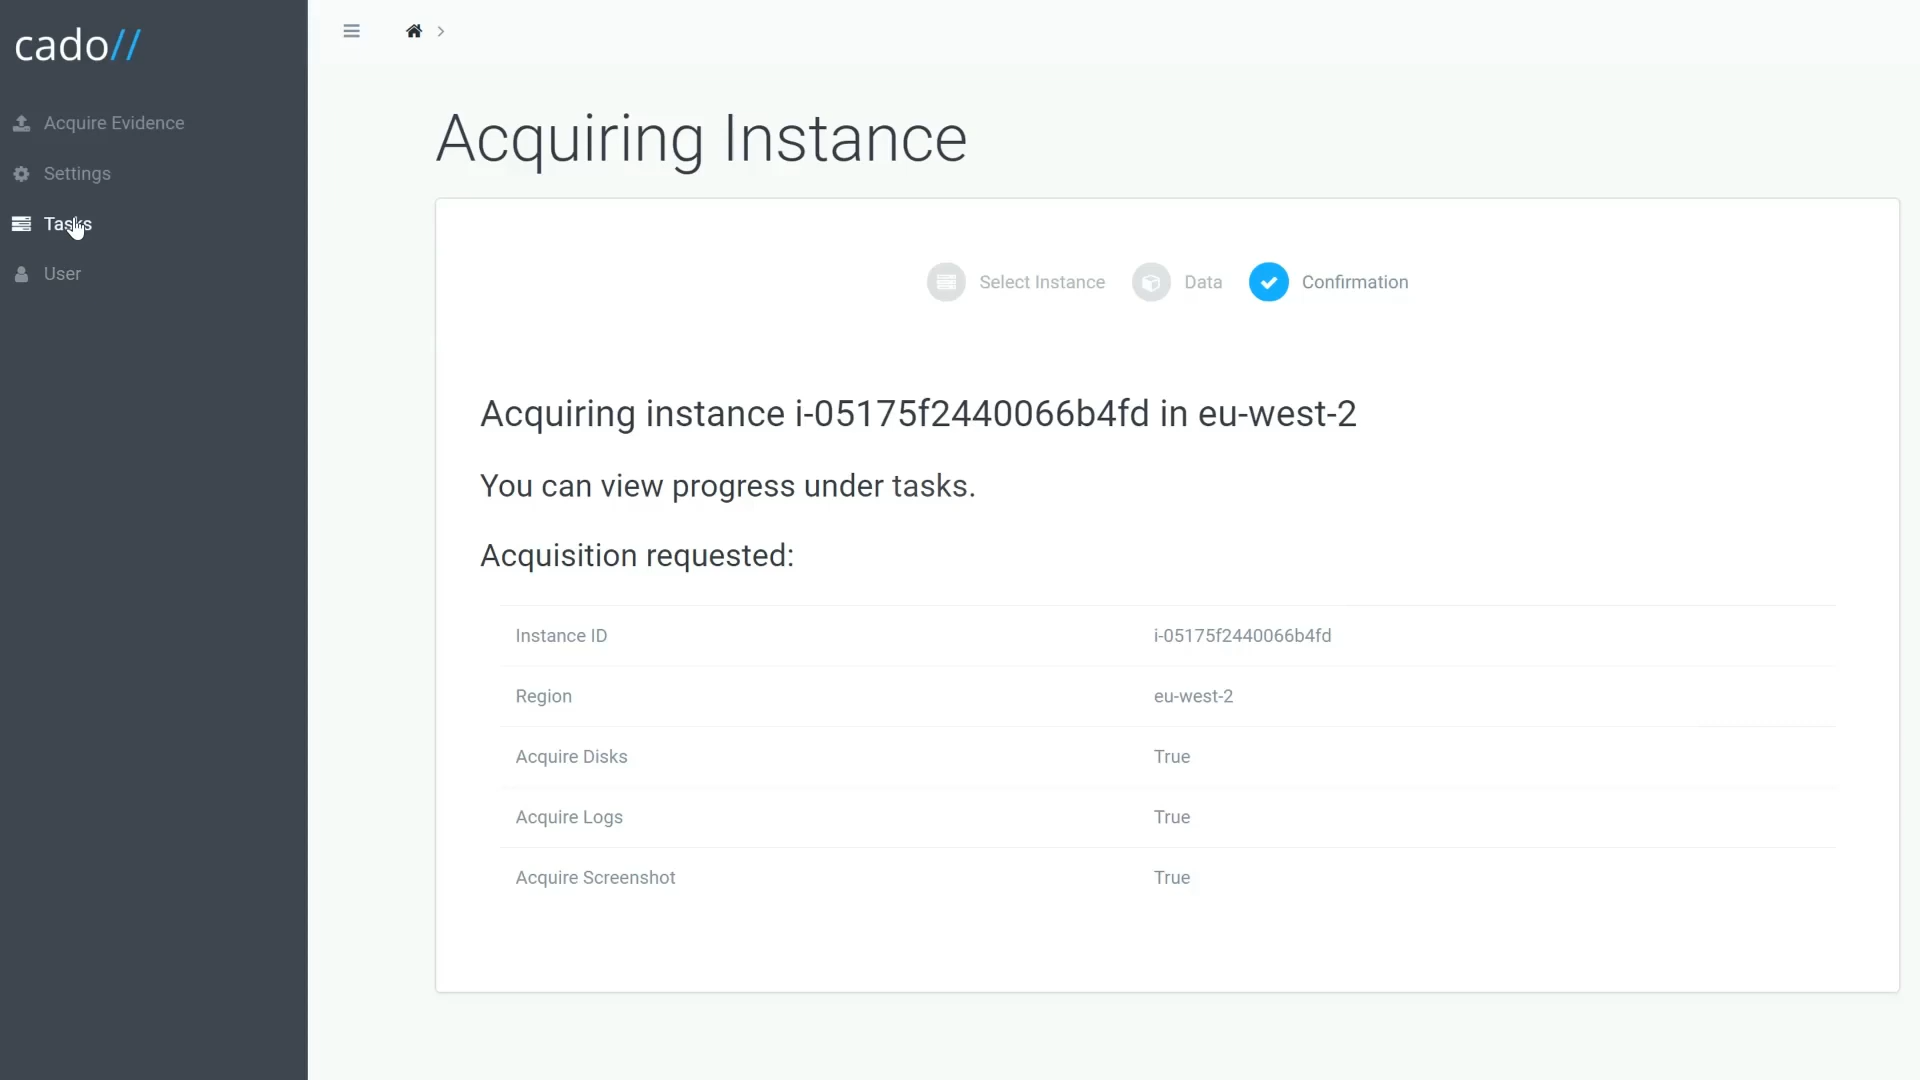 cado//
Acquire Evidence
Settings
Tasks
User
Acquiring Instance
Select Instance
Data
Confirmation
Acquiring instance i-05175f2440066b4fd in eu-west-2
You can view progress under tasks.
Acquisition requested:
Instance ID i-05175f2440066b4fd
Region eu-west-2
Acquire Disks True
Acquire Logs True
Acquire Screenshot True